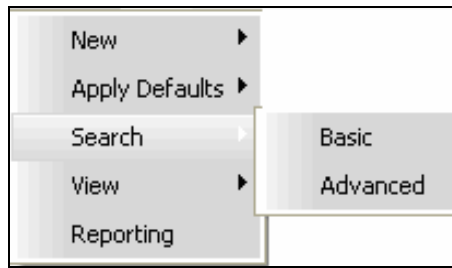 New
Apply Defaults
Search
Basic
View
Advanced
Reporting